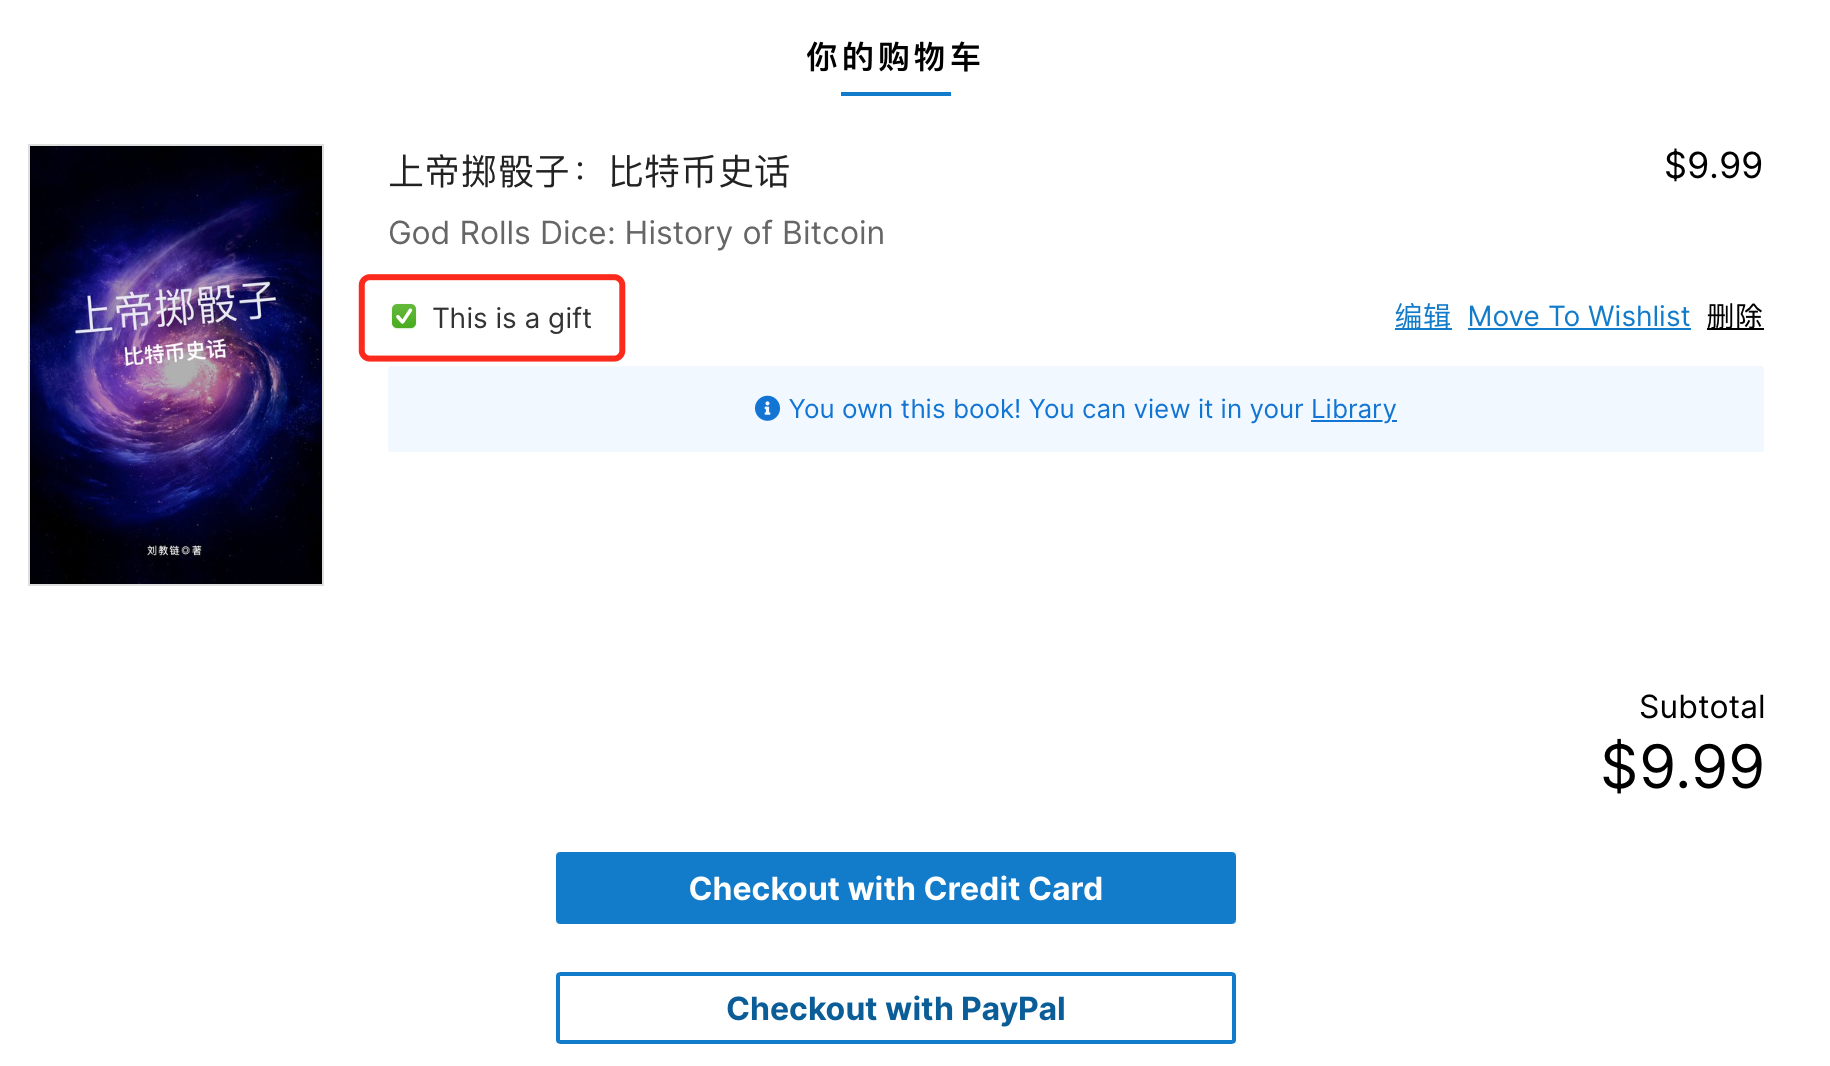 你的购物车
上帝掷骰子
比特币史话
刘教链◎著
上帝掷骰子：比特币史话
$9.99
God Rolls Dice: History of Bitcoin
This is a gift
编辑 Move To Wishlist 删除
You own this book! You can view it in your Library
Subtotal
$9.99
Checkout with Credit Card
Checkout with PayPal